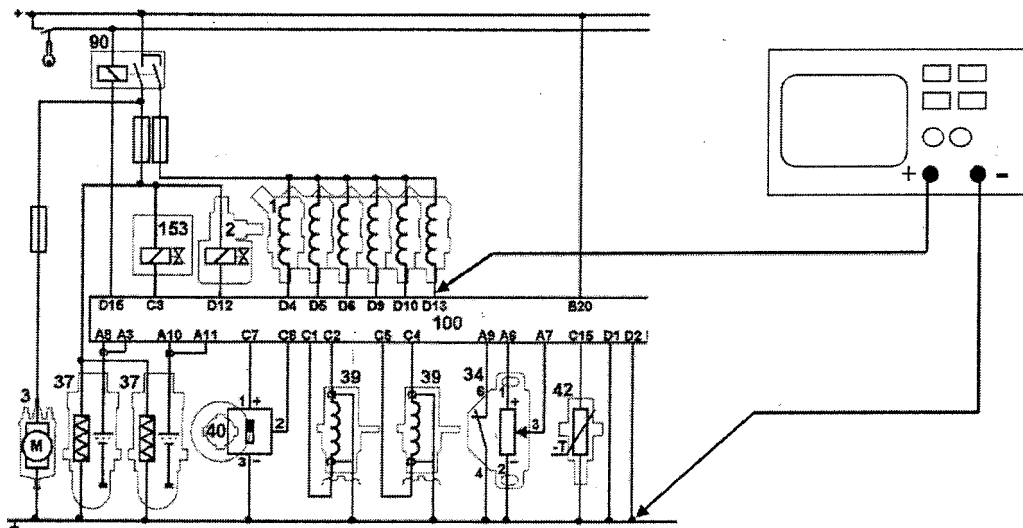 +
90
+ -
1
153
2
D16 C3 D12 D4 D5 D6 D9 D10 D13 B20
100
A8 A3 A10 A11 C7 C8 C1 C2 C5 C4 A9 A6 A7 C15 D1 D2
3 37 37 39 39 34 6 1 42
1 + +
40 2 3
M -T
3 - - 4 2